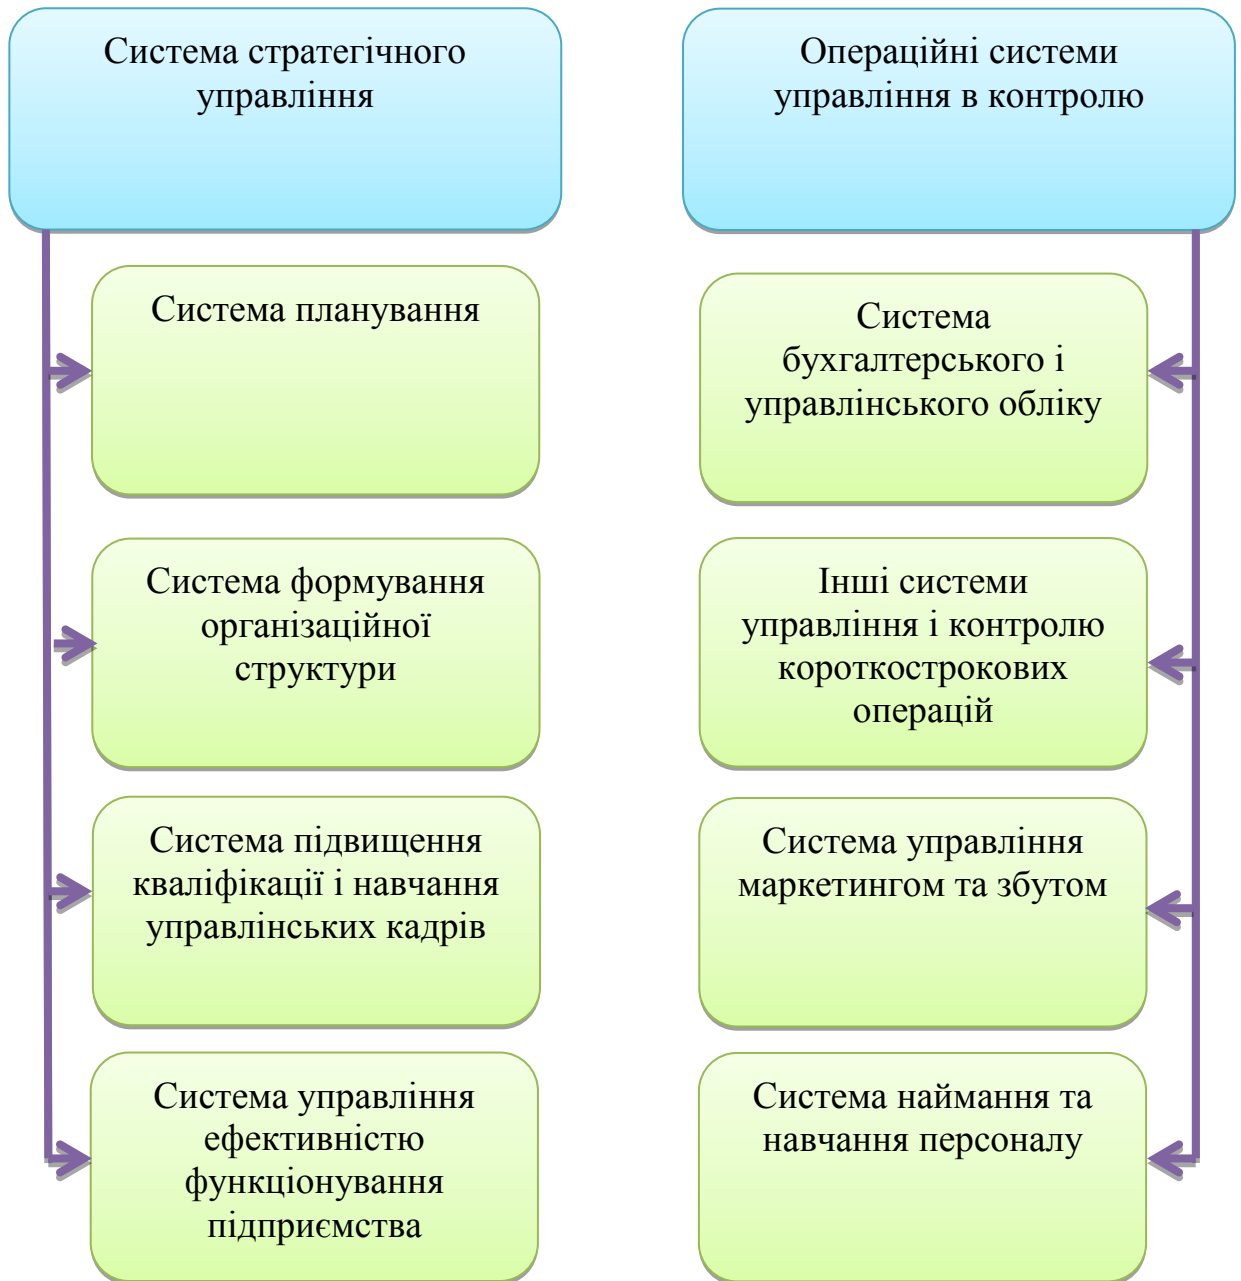 Система стратегічного
управління
Система планування
Система формування
організаційної
структури
Система підвищення
кваліфікації і навчання
управлінських кадрів
Система управління
ефективністю
функціонування
підприємства
Операційні системи
управління в контролю
Система
бухгалтерського і
управлінського обліку
Інші системи
управління і контролю
короткострокових
операцій
Система управління
маркетингом та збутом
Система наймання та
навчання персоналу